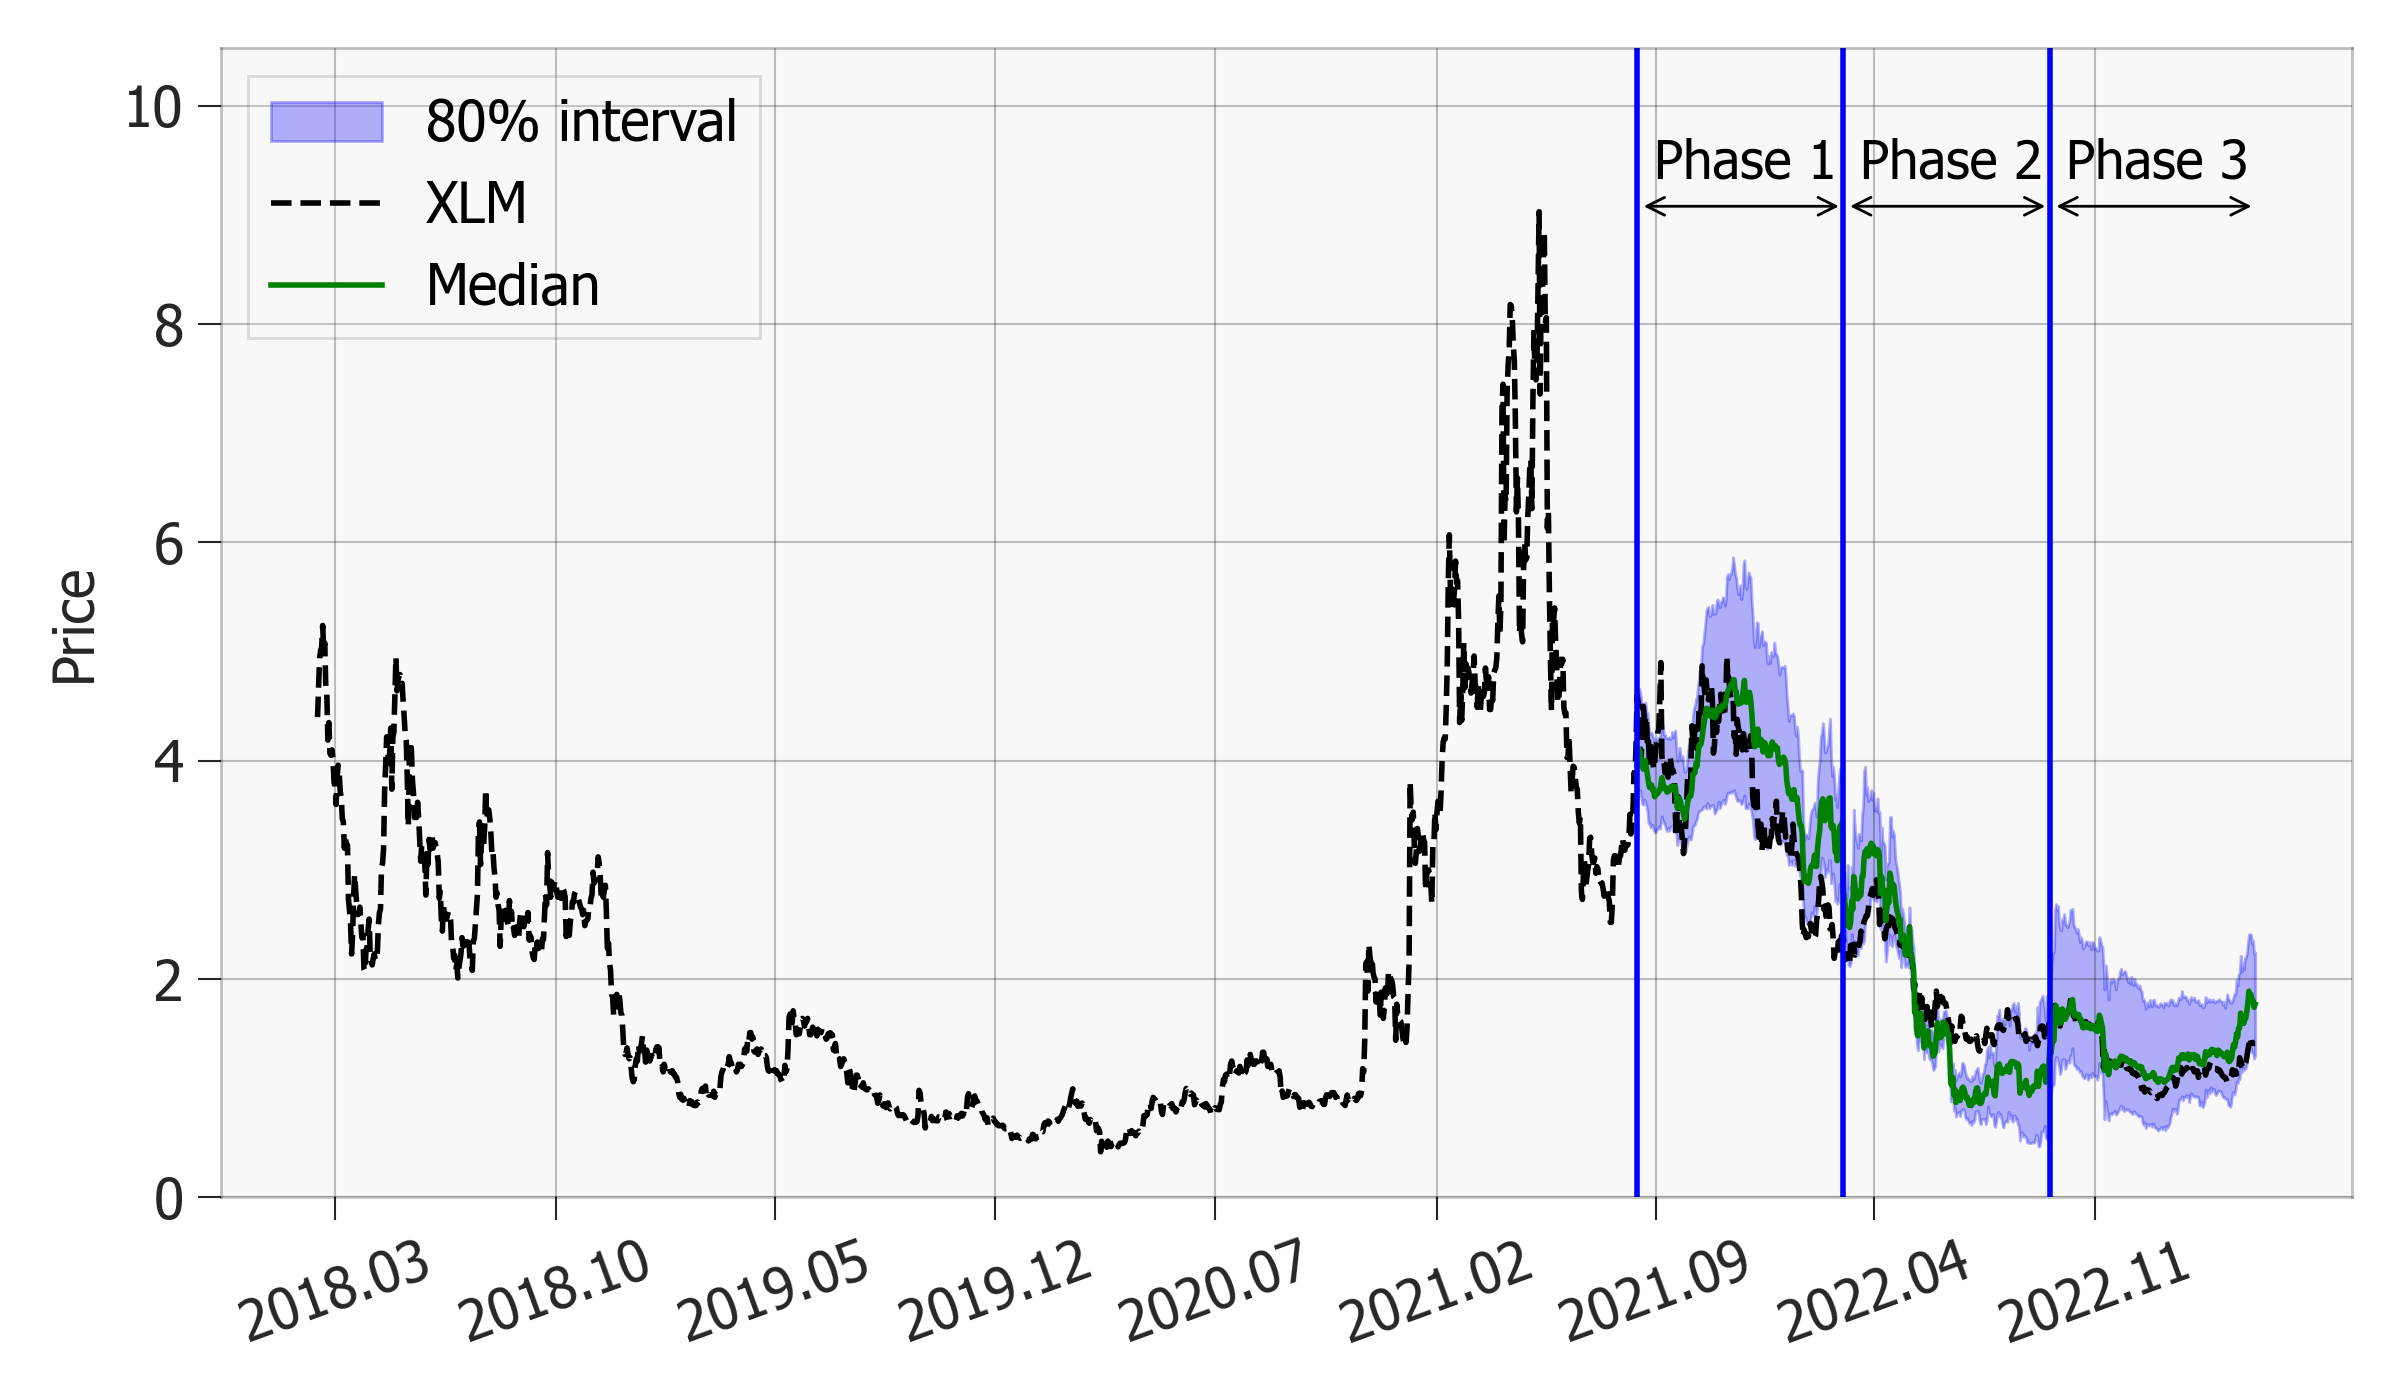 80% interval
XLM
Median
Phase 1
Phase 2
Phase 3
Price
10
8
6
4
2
0
2018.03
2018.10
2019.05
2019.12
2020.07
2021.02
2021.09
2022.04
2022.11